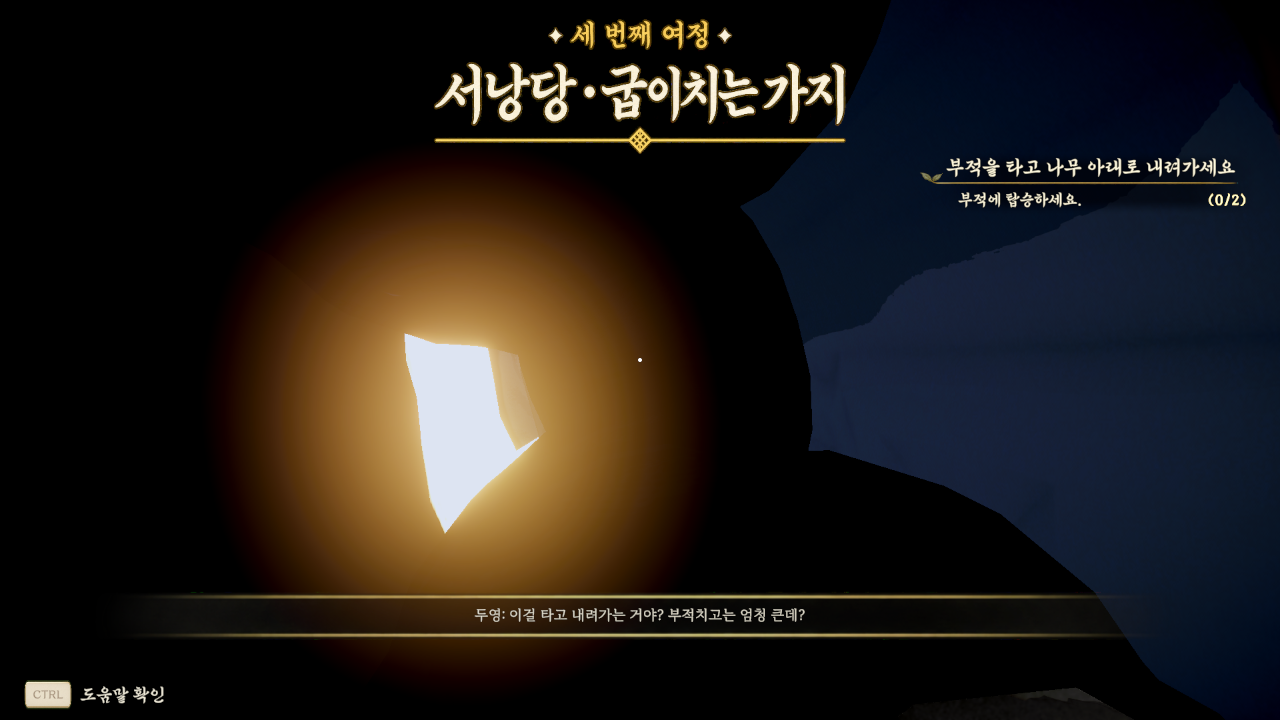 세 번째 여정
서낭당·굽이치는 가지
부적을 타고 나무 아래로 내려가세요
부적에 탑승하세요. (0/2)
두영: 이걸 타고 내려가는 거야? 부적치고는 엄청 큰데?
CTRL 도움말 확인